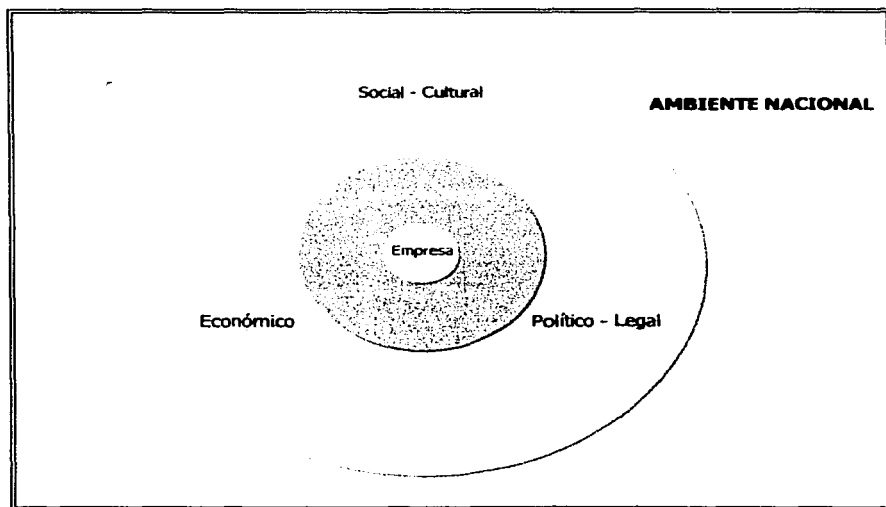 Social - Cultural
AMBIENTE NACIONAL
Empresa
Económico
Político - Legal